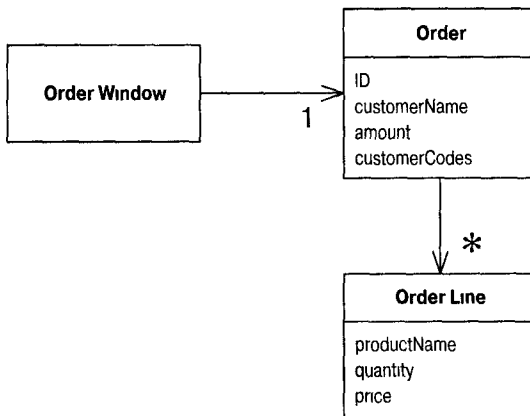 Order
Order Window
ID
customerName
1
amount
customerCodes
*
Order Line
productName
quantity
price